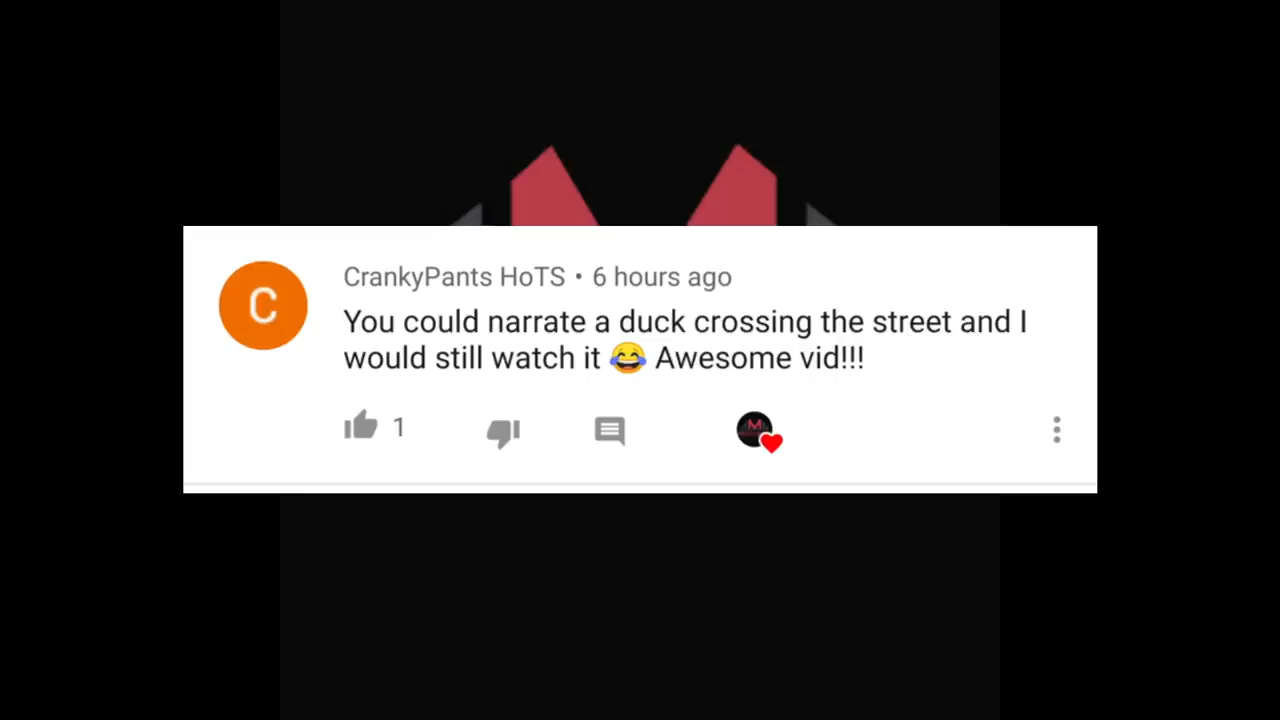 C
CrankyPants HoTS • 6 hours ago
You could narrate a duck crossing the street and I
would still watch it 😂 Awesome vid!!!
1
M